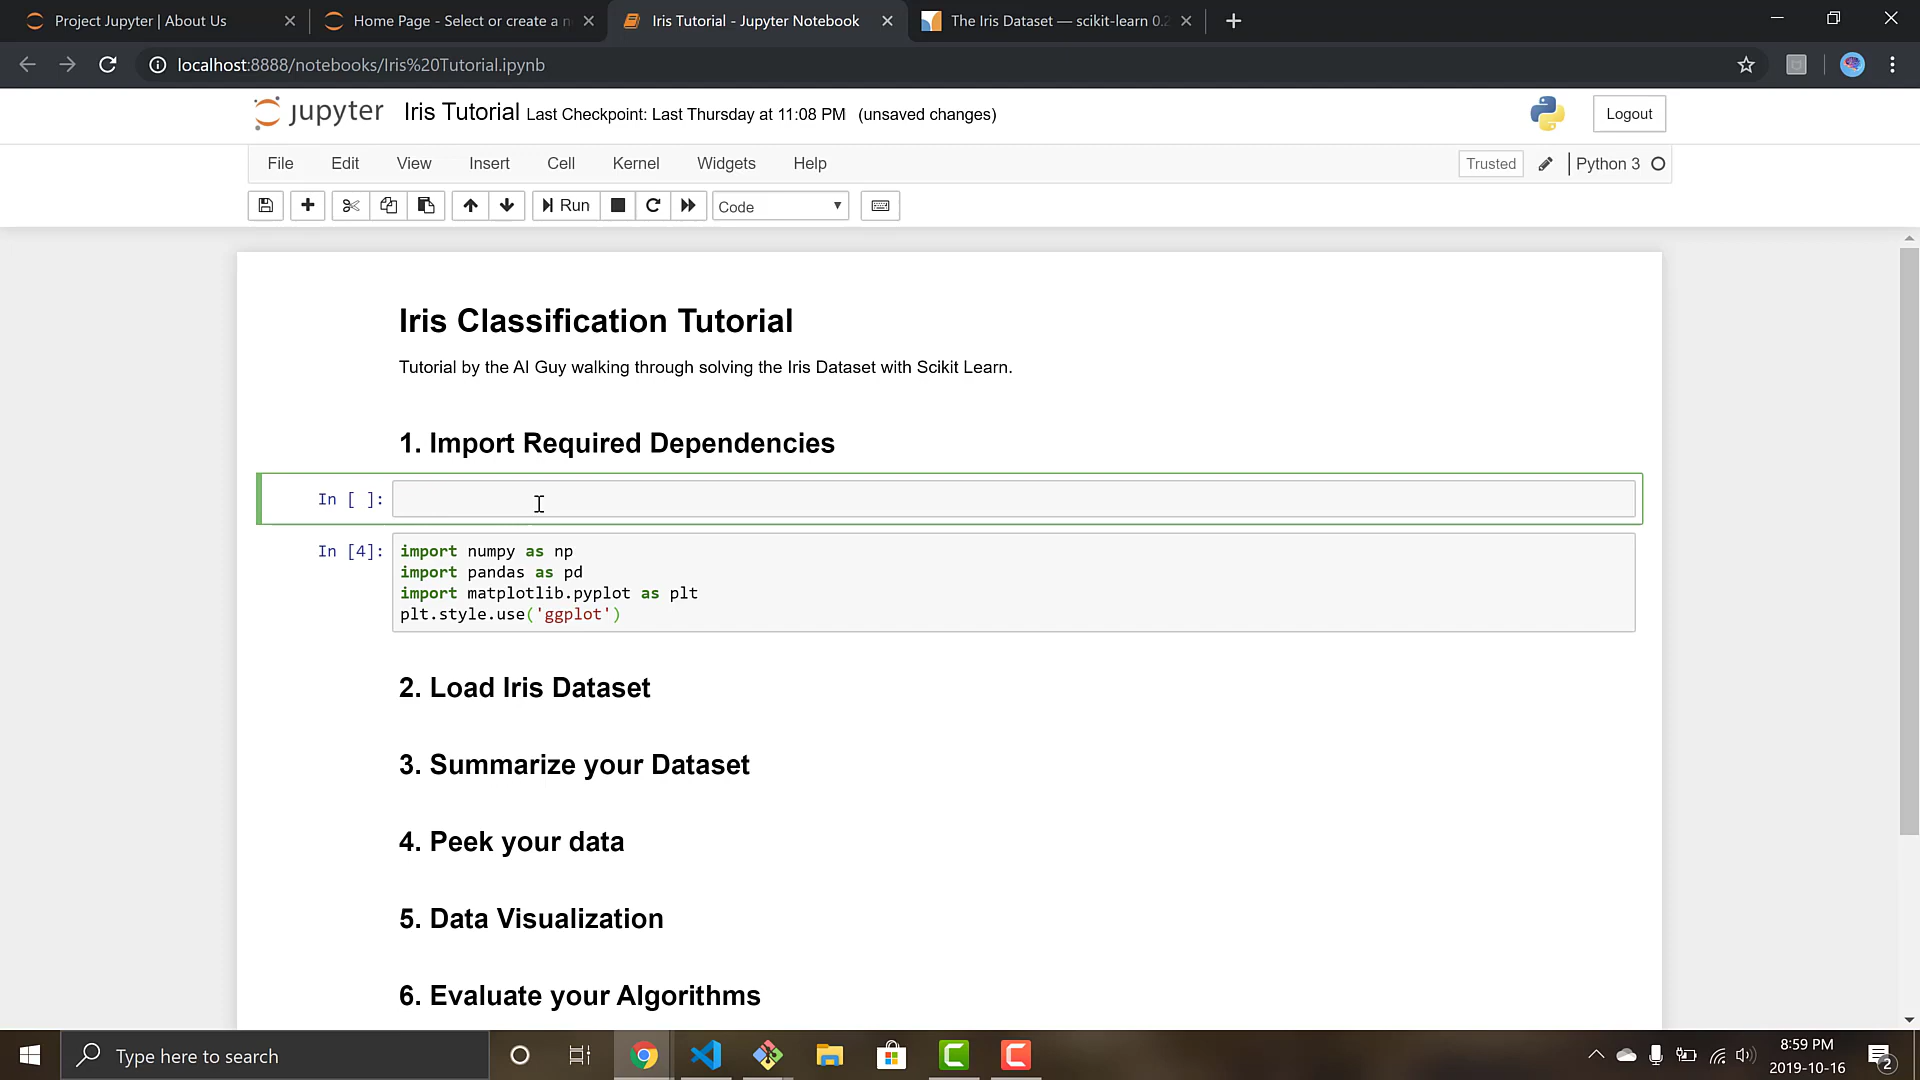 Project Jupyter | About Us
Home Page - Select or create a n
Iris Tutorial - Jupyter Notebook
The Iris Dataset — scikit-learn 0.2
localhost:8888/notebooks/Iris%20Tutorial.ipynb
jupyter
Iris Tutorial Last Checkpoint: Last Thursday at 11:08 PM (unsaved changes)
Logout
File Edit View Insert Cell Kernel Widgets Help
Trusted
Python 3
Run
Code
Iris Classification Tutorial
Tutorial by the AI Guy walking through solving the Iris Dataset with Scikit Learn.
1. Import Required Dependencies
In [ ]:
In [4]:
import numpy as np
import pandas as pd
import matplotlib.pyplot as plt
plt.style.use('ggplot')
2. Load Iris Dataset
3. Summarize your Dataset
4. Peek your data
5. Data Visualization
6. Evaluate your Algorithms
Type here to search
8:59 PM
2019-10-16
2